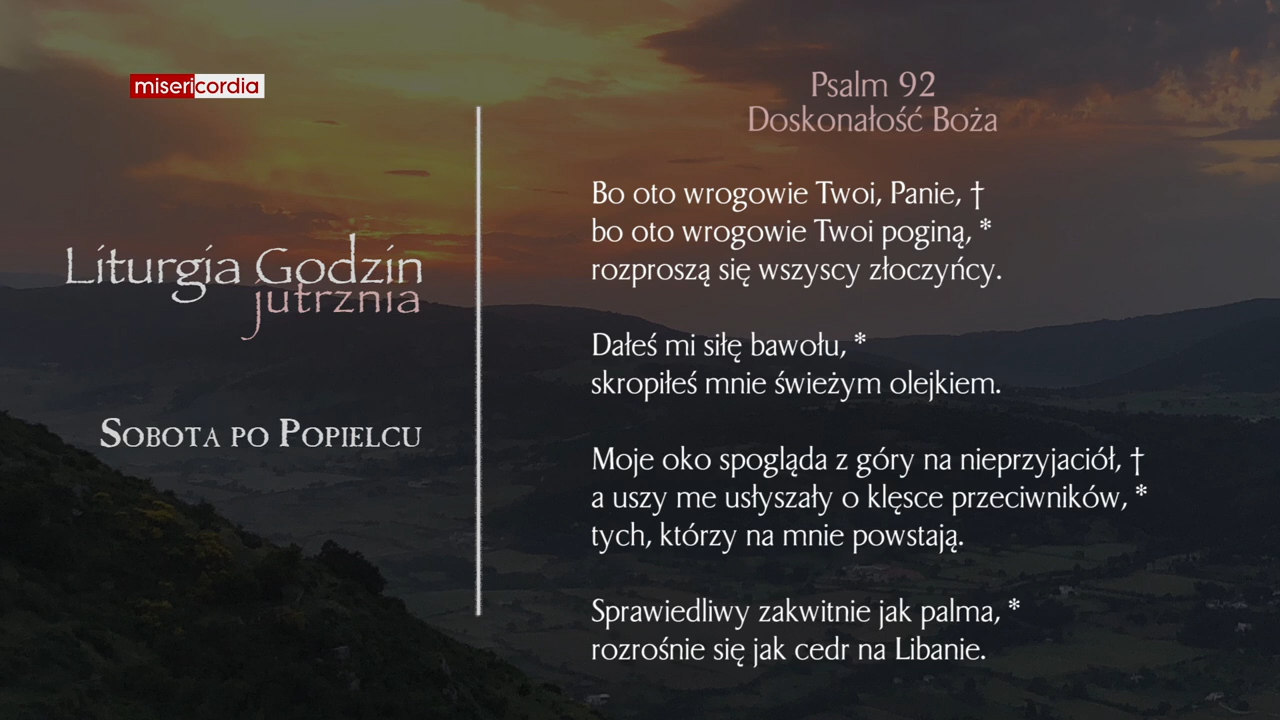 misericordia
Liturgia Godzin
jutrznia
Sobota po Popielcu
Psalm 92
Doskonałość Boża
Bo oto wrogowie Twoi, Panie, †
bo oto wrogowie Twoi poginą, *
rozproszą się wszyscy złoczyńcy.
Dałeś mi siłę bawołu, *
skropiłeś mnie świeżym olejkiem.
Moje oko spogląda z góry na nieprzyjaciół, †
a uszy me usłyszały o klęsce przeciwników, *
tych, którzy na mnie powstają.
Sprawiedliwy zakwitnie jak palma, *
rozrośnie się jak cedr na Libanie.